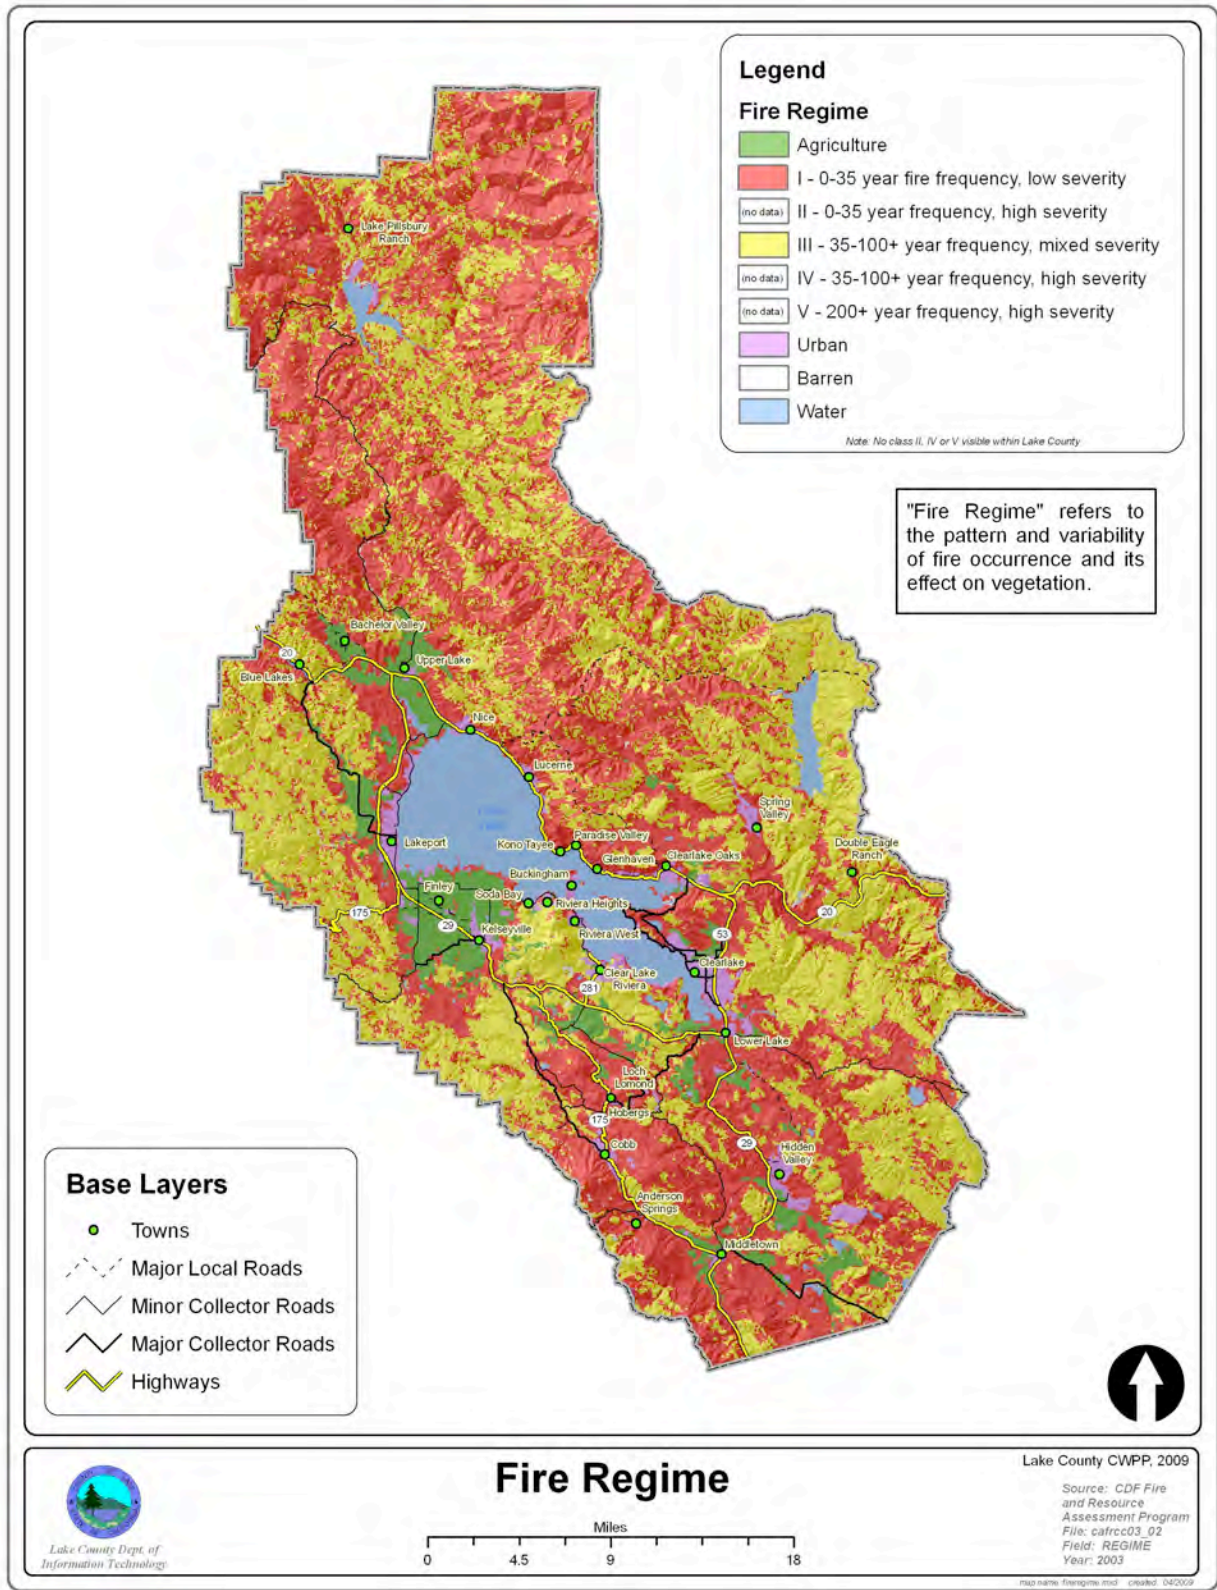 Legend
Fire Regime
Agriculture
I - 0-35 year fire frequency, low severity
(no data) II - 0-35 year frequency, high severity
III - 35-100+ year frequency, mixed severity
(no data) IV - 35-100+ year frequency, high severity
(no data) V - 200+ year frequency, high severity
Urban
Barren
Water
Note: No class II, IV or V visible within Lake County
"Fire Regime" refers to
the pattern and variability
of fire occurrence and its
effect on vegetation.
Lake Pillsbury
Ranch
Bachelor Valley
20
Blue Lakes
Upper Lake
Nice
Lucerne
Spring
Valley
Lakeport
Kono Tayee
Paradise Valley
Glenhaven
Clearlake Oaks
Double Eagle
Ranch
Buckingham
Finley
Soda Bay
Riviera Heights
175
29
Kelseyville
Riviera West
53
20
Clearlake
Clear Lake
Riviera
281
Lower Lake
Loch
Lomond
Hobergs
175
Cobb
29
Hidden
Valley
Anderson
Springs
Middletown
Base Layers
Towns
Major Local Roads
Minor Collector Roads
Major Collector Roads
Highways
Lake County Dept. of
Information Technology
Fire Regime
Miles
0 4.5 9 18
Lake County CWPP, 2009
Source: CDF Fire
and Resource
Assessment Program
File: cafrcc03_02
Field: REGIME
Year: 2003
map name: fireregime.mxd created: 04/2009